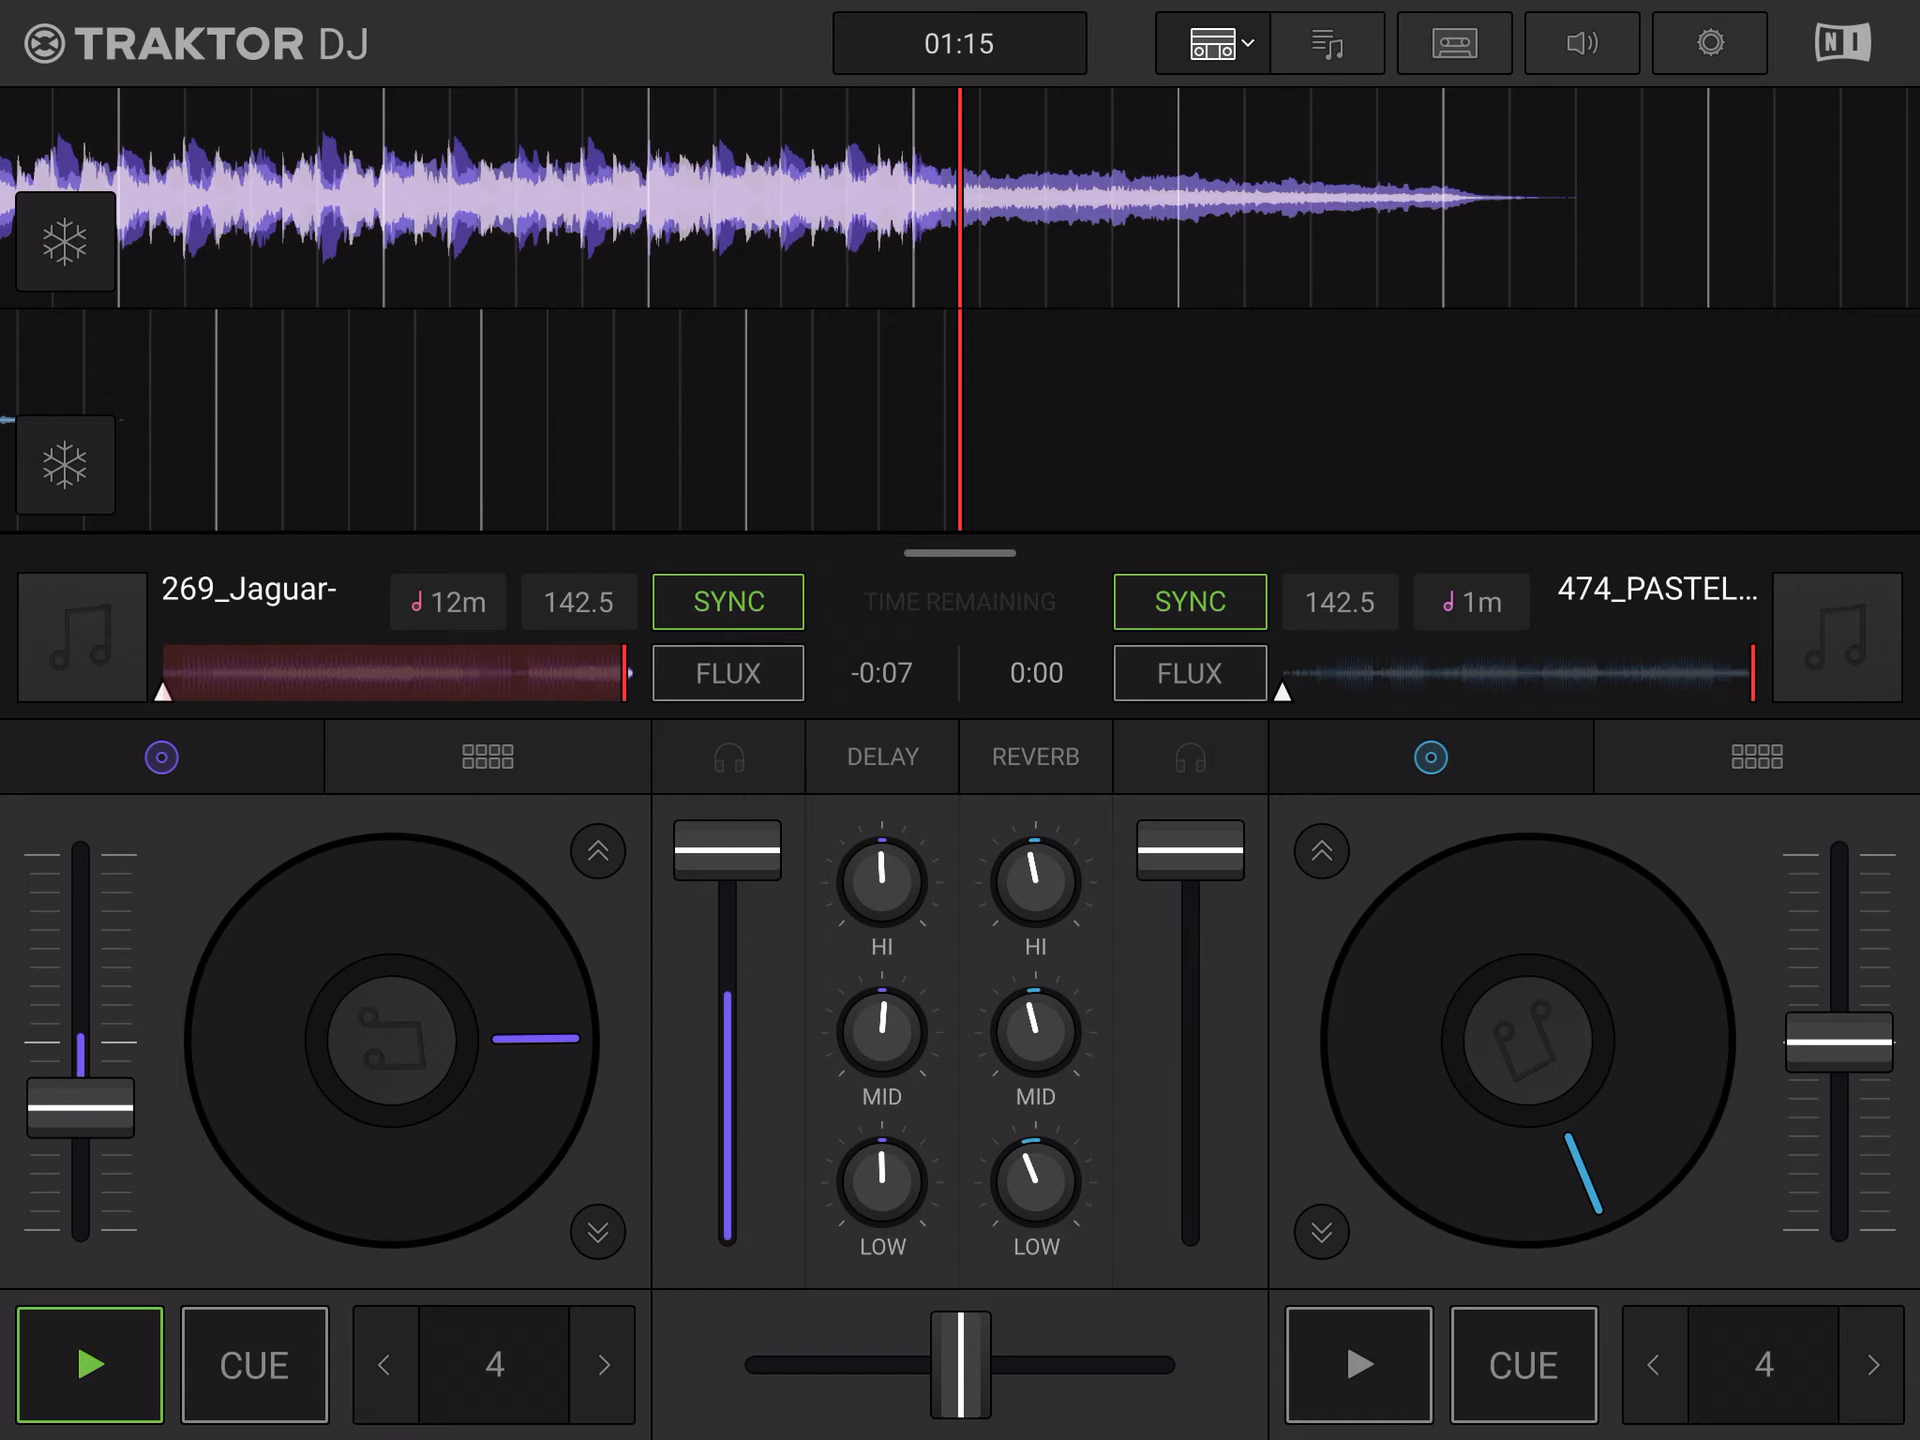 TRAKTOR DJ
01:15
NI
269_Jaguar-
12m
142.5
SYNC
TIME REMAINING
SYNC
142.5
1m
474_PASTEL...
FLUX
-0:07
0:00
FLUX
DELAY
REVERB
HI
HI
MID
MID
LOW
LOW
CUE
4
CUE
4